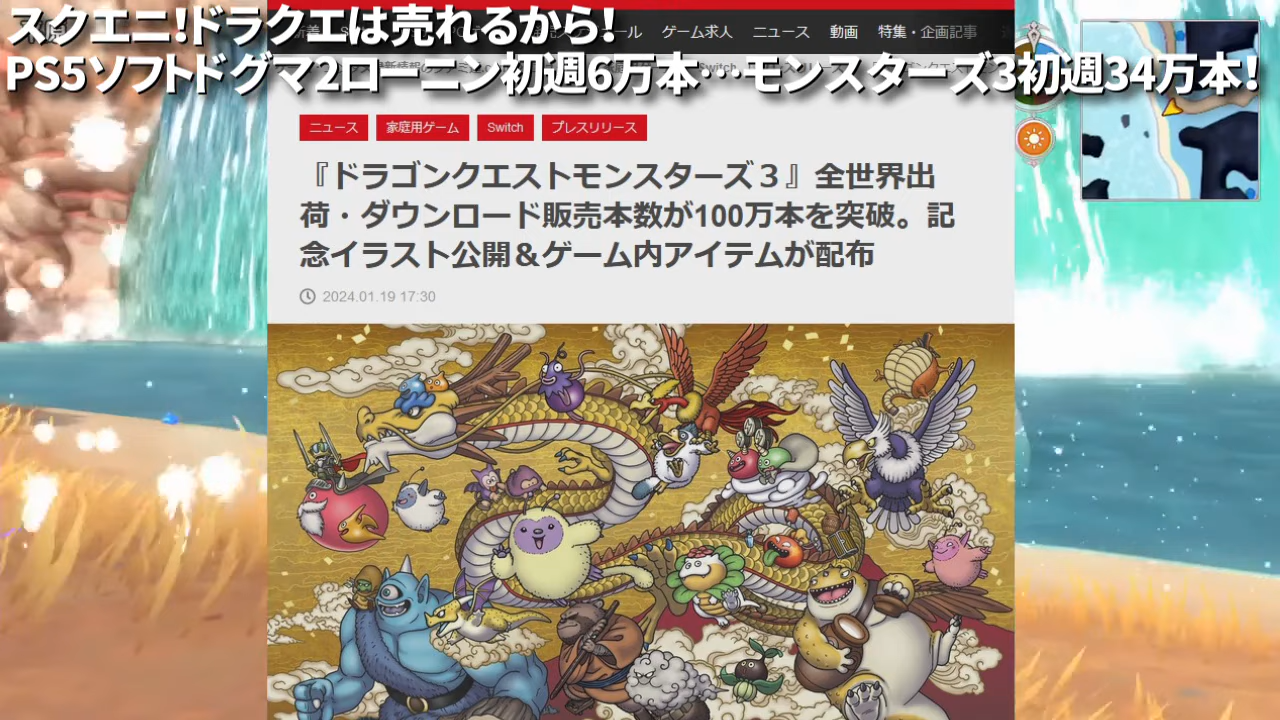 スクエニ!ドラクエは売れるから!
PS5ソフトドグマ2ローニン初週6万本…モンスターズ3初週34万本!
ール ゲーム求人 ニュース 動画 特集・企画記事
ニュース 家庭用ゲーム Switch プレスリリース
『ドラゴンクエストモンスターズ３』全世界出
荷・ダウンロード販売本数が100万本を突破。記
念イラスト公開＆ゲーム内アイテムが配布
2024.01.19 17:30